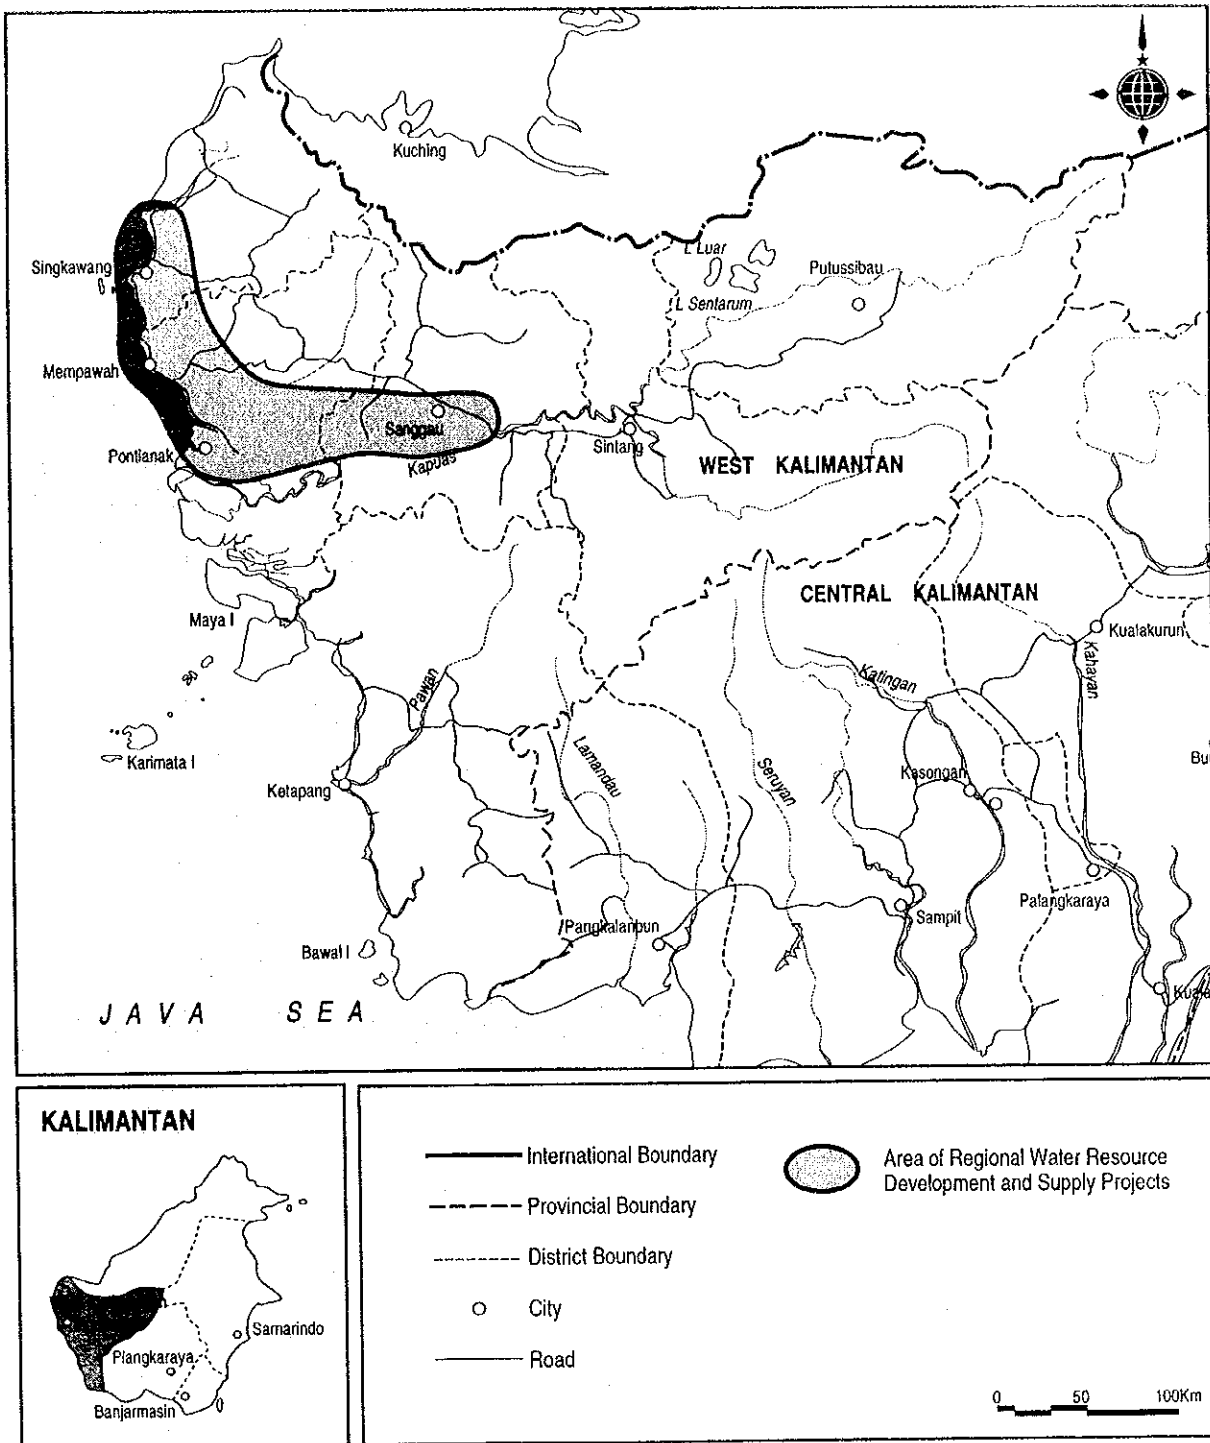 Kuching
Singkawang
L Luar
Putussibau
L Sentarum
Mempawah
Sanggau
Sintang
Pontianak
Kapuas
WEST KALIMANTAN
CENTRAL KALIMANTAN
Maya I
Kualakurun
Kahayan
Katingan
Pawan
Karimata I
Lamandau
Seruyan
Kasongan
Bu
Ketapang
Palangkaraya
Sampit
Pangkalanbun
Bawal I
Kuala
JAVA SEA
KALIMANTAN
Samarindo
Plangkaraya
Banjarmasin
International Boundary
Provincial Boundary
District Boundary
City
Road
Area of Regional Water Resource
Development and Supply Projects
0 50 100Km